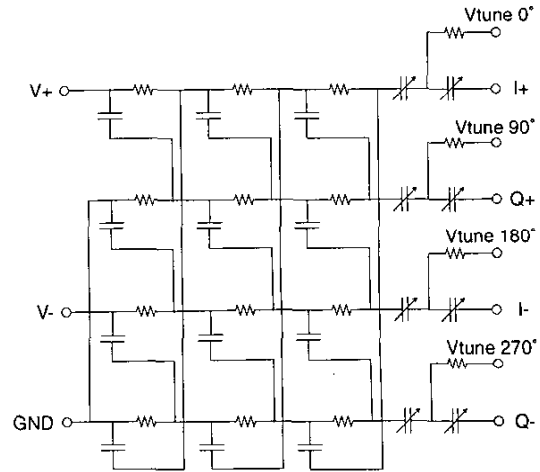 Vtune 0°
V+
I+
Vtune 90°
Q+
Vtune 180°
V-
I-
Vtune 270°
GND
Q-